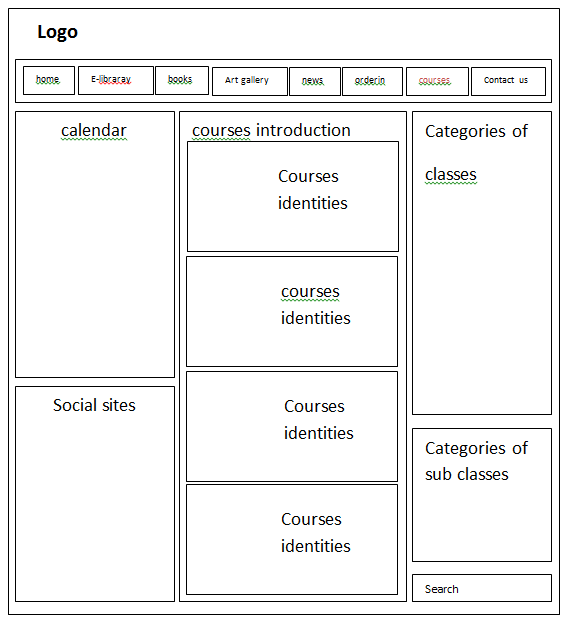 Logo
home E-libraray books Art gallery news orderin courses Contact us
calendar
courses introduction
Courses
identities
courses
identities
Courses
identities
Courses
identities
Categories of
classes
Social sites
Categories of
sub classes
Search